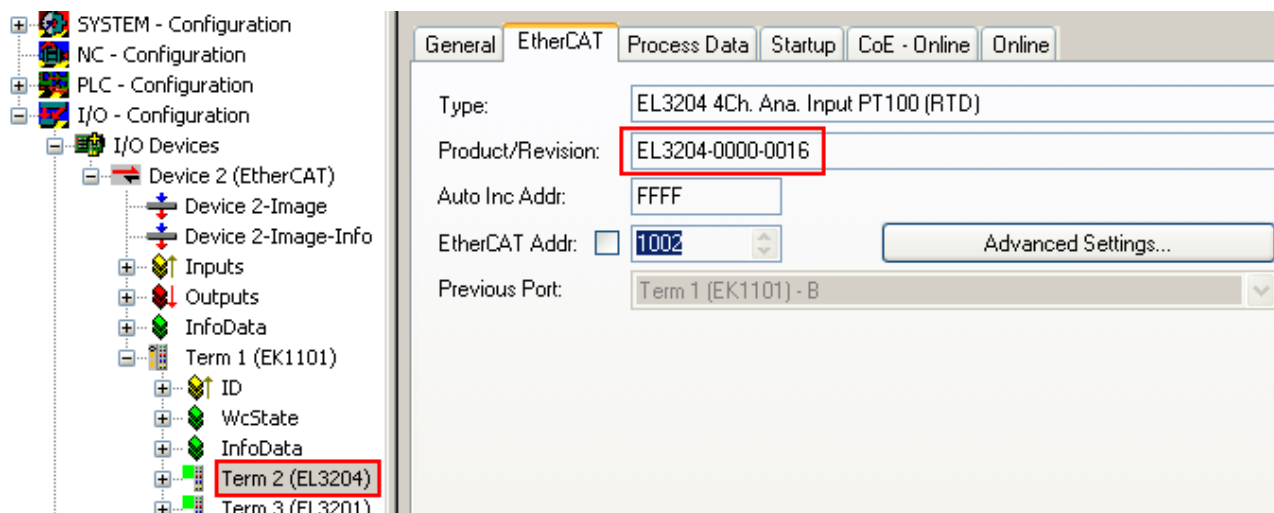 SYSTEM - Configuration
NC - Configuration
PLC - Configuration
I/O - Configuration
I/O Devices
Device 2 (EtherCAT)
Device 2-Image
Device 2-Image-Info
Inputs
Outputs
InfoData
Term 1 (EK1101)
ID
WcState
InfoData
Term 2 (EL3204)
Term 3 (EL3201)
General EtherCAT Process Data Startup CoE - Online Online
Type: EL3204 4Ch. Ana. Input PT100 (RTD)
Product/Revision: EL3204-0000-0016
Auto Inc Addr: FFFF
EtherCAT Addr: 1002 Advanced Settings...
Previous Port: Term 1 (EK1101) - B